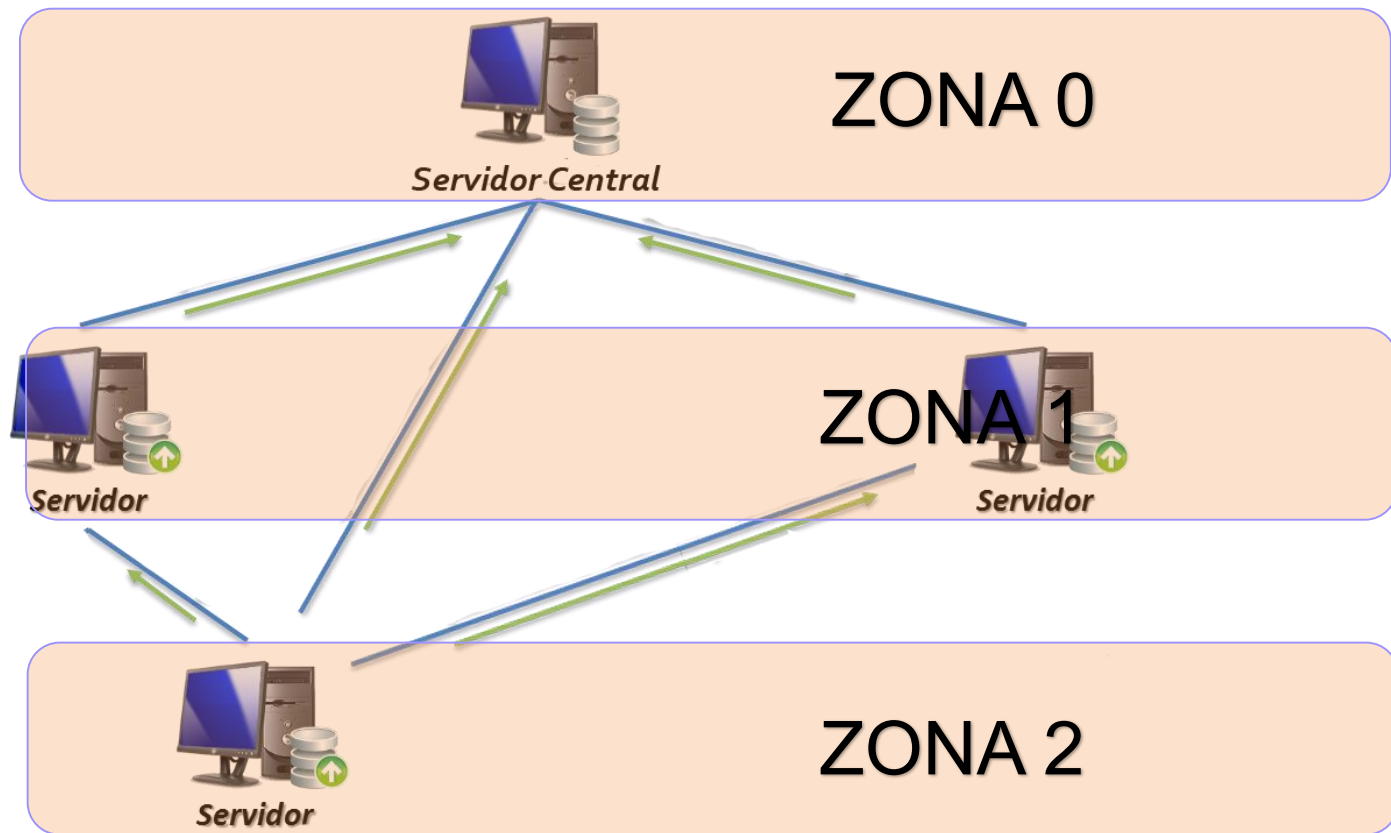 ZONA 0
Servidor Central
ZONA 1
Servidor
Servidor
ZONA 2
Servidor